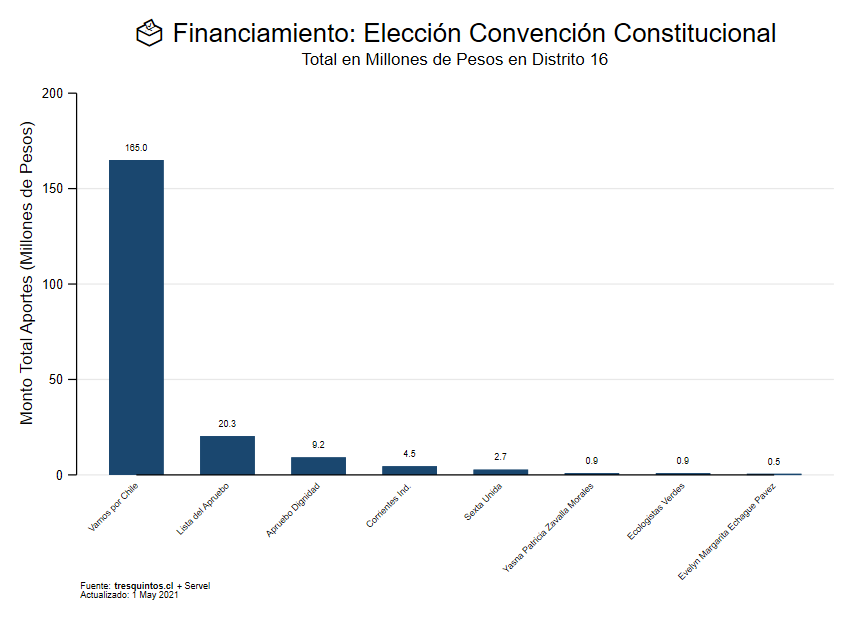 Financiamiento: Elección Convención Constitucional
Total en Millones de Pesos en Distrito 16
Monto Total Aportes (Millones de Pesos)
200
150
100
50
0
165.0
20.3
9.2
4.5
2.7
0.9
0.9
0.5
Vamos por Chile
Lista del Apruebo
Apruebo Dignidad
Corrientes Ind.
Sexta Unida
Yasna Patricia Zavalla Morales
Ecologistas Verdes
Evelyn Margarita Echague Pavez
Fuente: tresquintos.cl + Servel
Actualizado: 1 May 2021